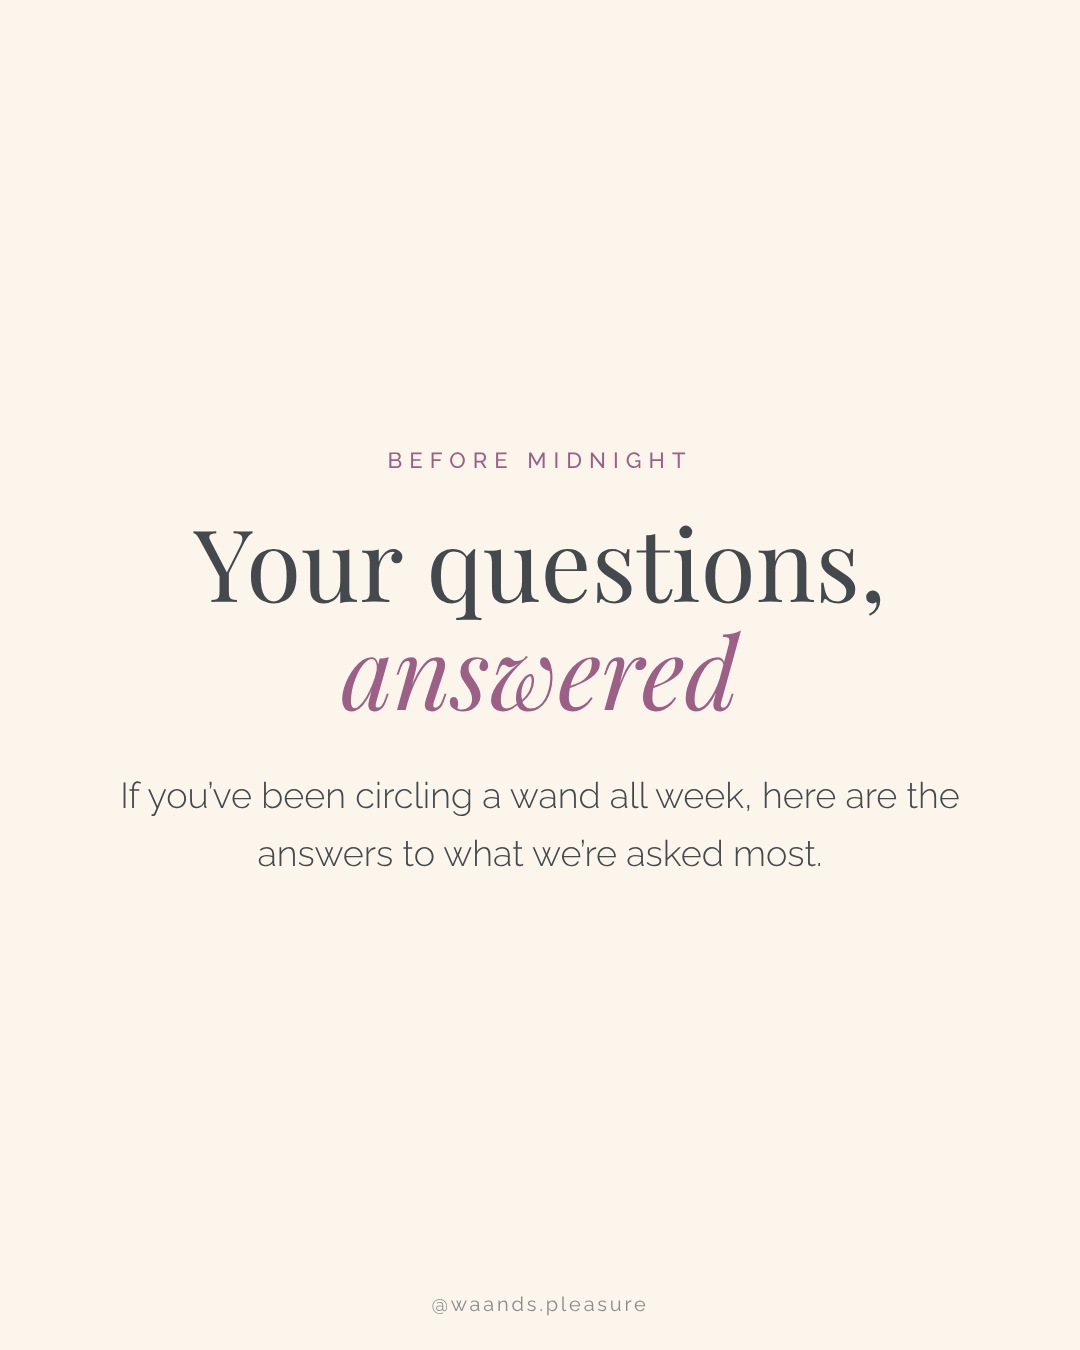 BEFORE MIDNIGHT
Your questions,
answered
If you’ve been circling a wand all week, here are the
answers to what we’re asked most.
@waands.pleasure